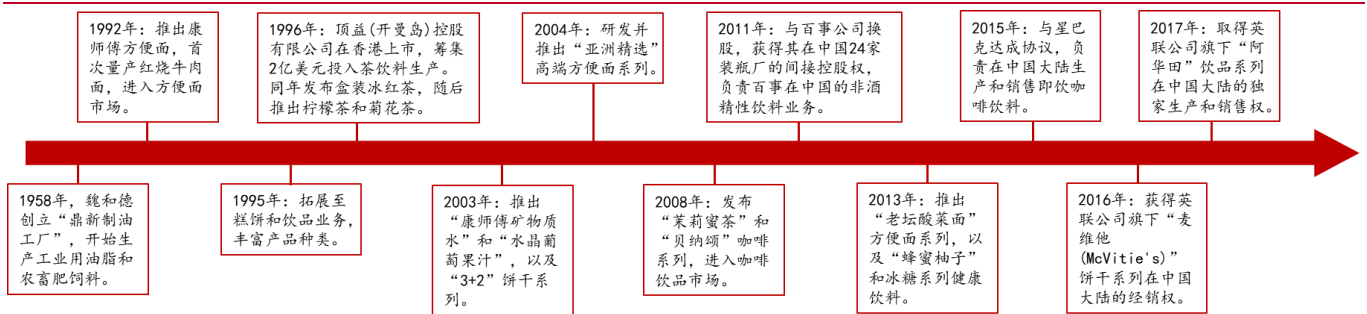 1992年：推出康
师傅方便面，首
次量产红烧牛肉
面，进入方便面
市场。
1996年：顶益(开曼岛)控股
有限公司在香港上市，筹集
2亿美元投入茶饮料生产。
同年发布盒装冰红茶，随后
推出柠檬茶和菊花茶。
2004年：研发并
推出“亚洲精选”
高端方便面系列。
2011年：与百事公司换
股，获得其在中国24家
装瓶厂的间接控股权，
负责百事在中国的非酒
精性饮料业务。
2015年：与星巴
克达成协议，负
责在中国大陆生
产和销售即饮咖
啡饮料。
2017年：取得英
联公司旗下“阿
华田”饮品系列
在中国大陆的独
家生产和销售权。
1958年，魏和德
创立“鼎新制油
工厂”，开始生
产工业用油脂和
农畜肥饲料。
1995年：拓展至
糕饼和饮品业务，
丰富产品种类。
2003年：推出
“康师傅矿物质
水”和“水晶葡
萄果汁”，以及
“3+2”饼干系
列。
2008年：发布
“茉莉蜜茶”和
“贝纳颂”咖啡
系列，进入咖啡
饮品市场。
2013年：推出
“老坛酸菜面”
方便面系列，以
及“蜂蜜柚子”
和冰糖系列健康
饮料。
2016年：获得英
联公司旗下“麦
维他
(McVitie's)”
饼干系列在中国
大陆的经销权。